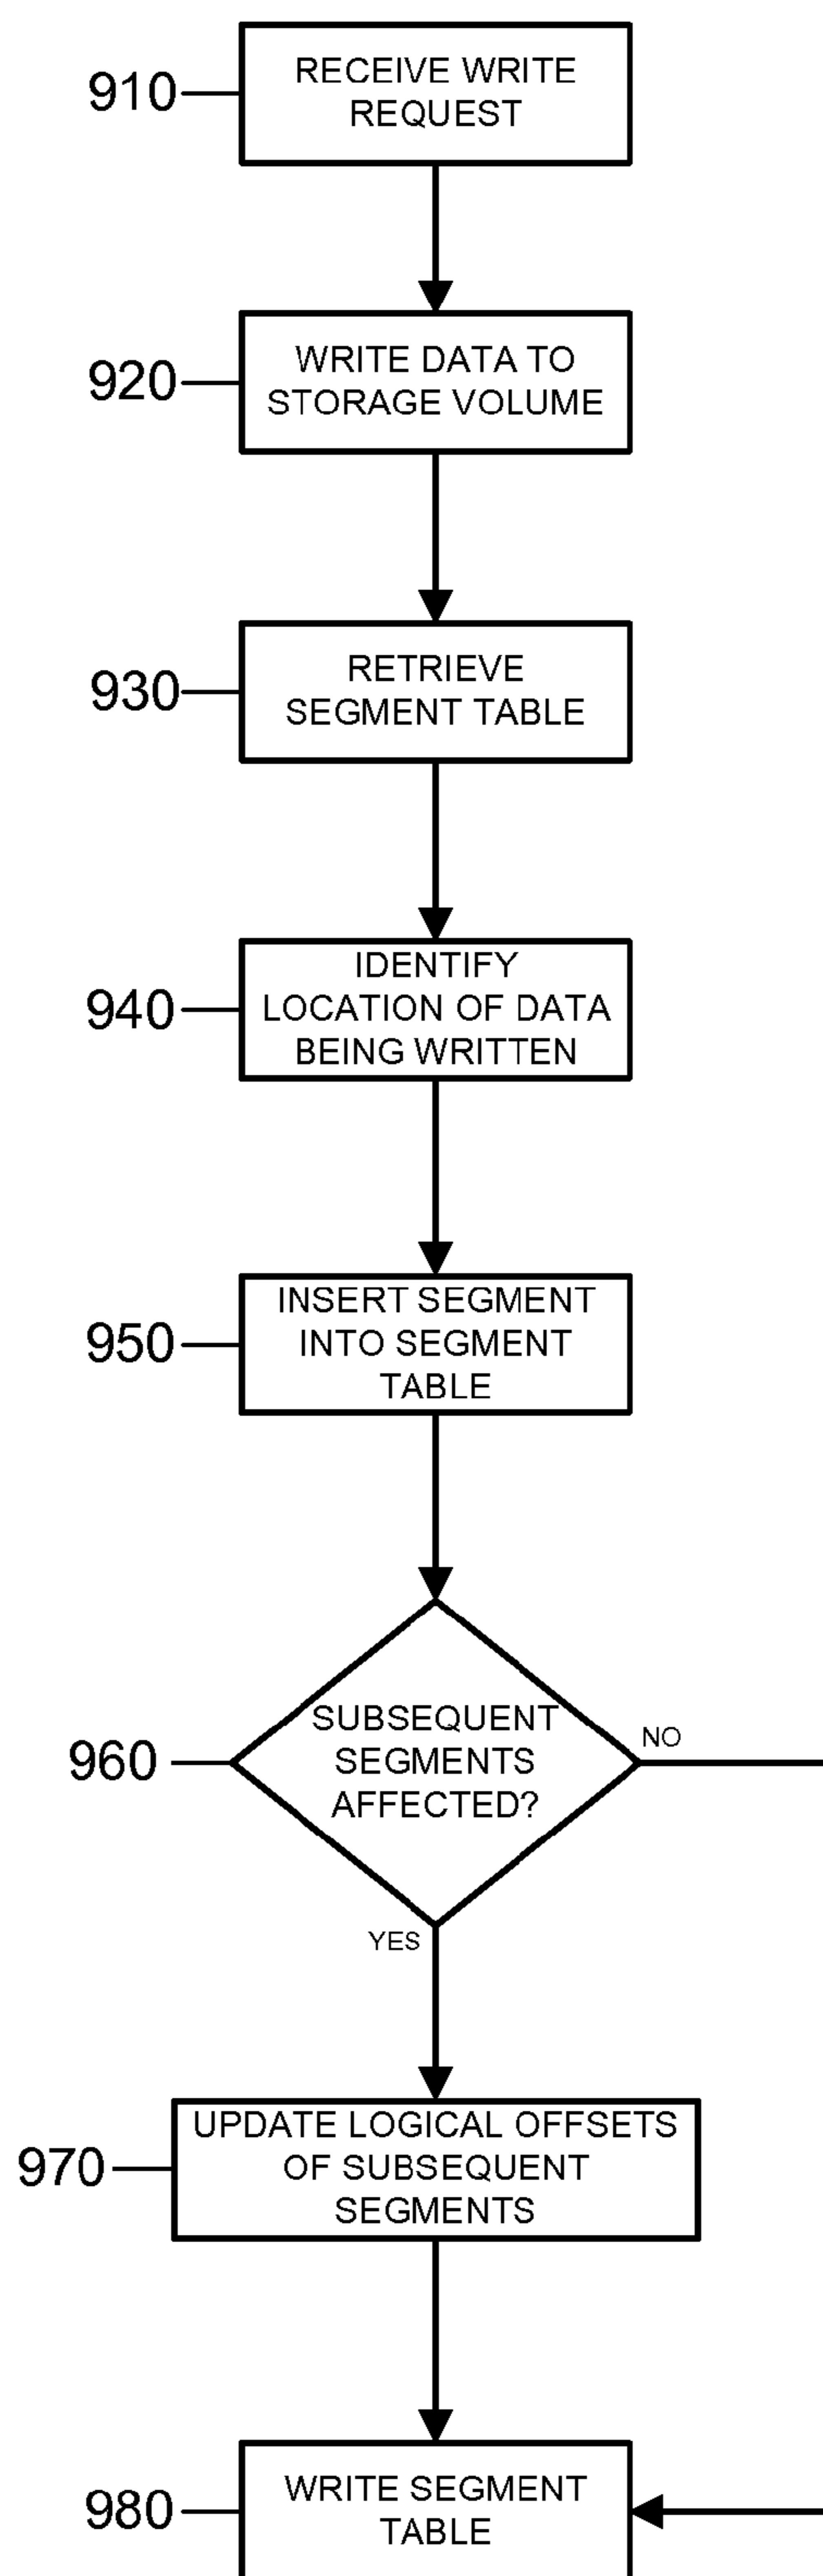 910
RECEIVE WRITE
REQUEST
920
WRITE DATA TO
STORAGE VOLUME
930
RETRIEVE
SEGMENT TABLE
940
IDENTIFY
LOCATION OF DATA
BEING WRITTEN
950
INSERT SEGMENT
INTO SEGMENT
TABLE
960
SUBSEQUENT
SEGMENTS
AFFECTED?
NO
YES
970
UPDATE LOGICAL OFFSETS
OF SUBSEQUENT
SEGMENTS
980
WRITE SEGMENT
TABLE